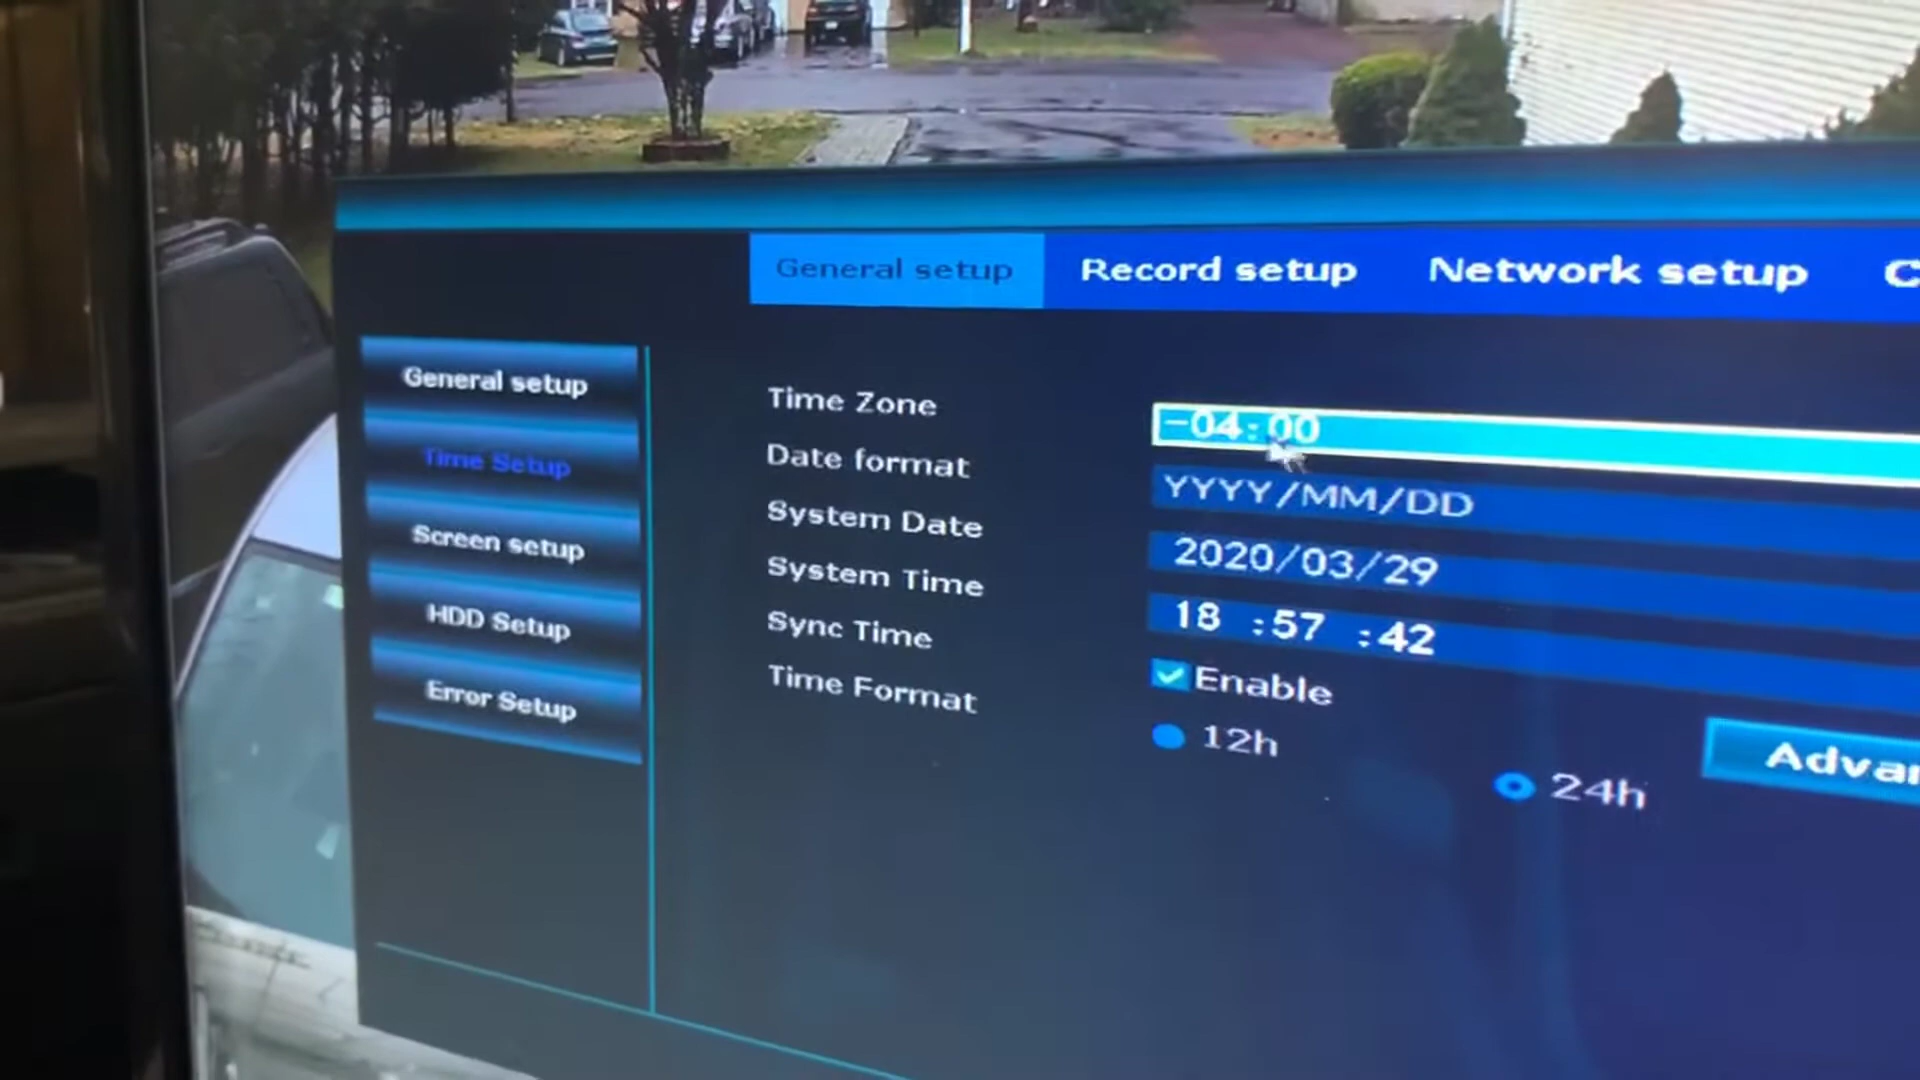 General setup Record setup Network setup C
General setup
Time Setup
Screen setup
HDD Setup
Error Setup
Time Zone -04:00
Date format YYYY/MM/DD
System Date 2020/03/29
System Time 18 :57 :42
Sync Time Enable
Time Format 12h 24h
Advan